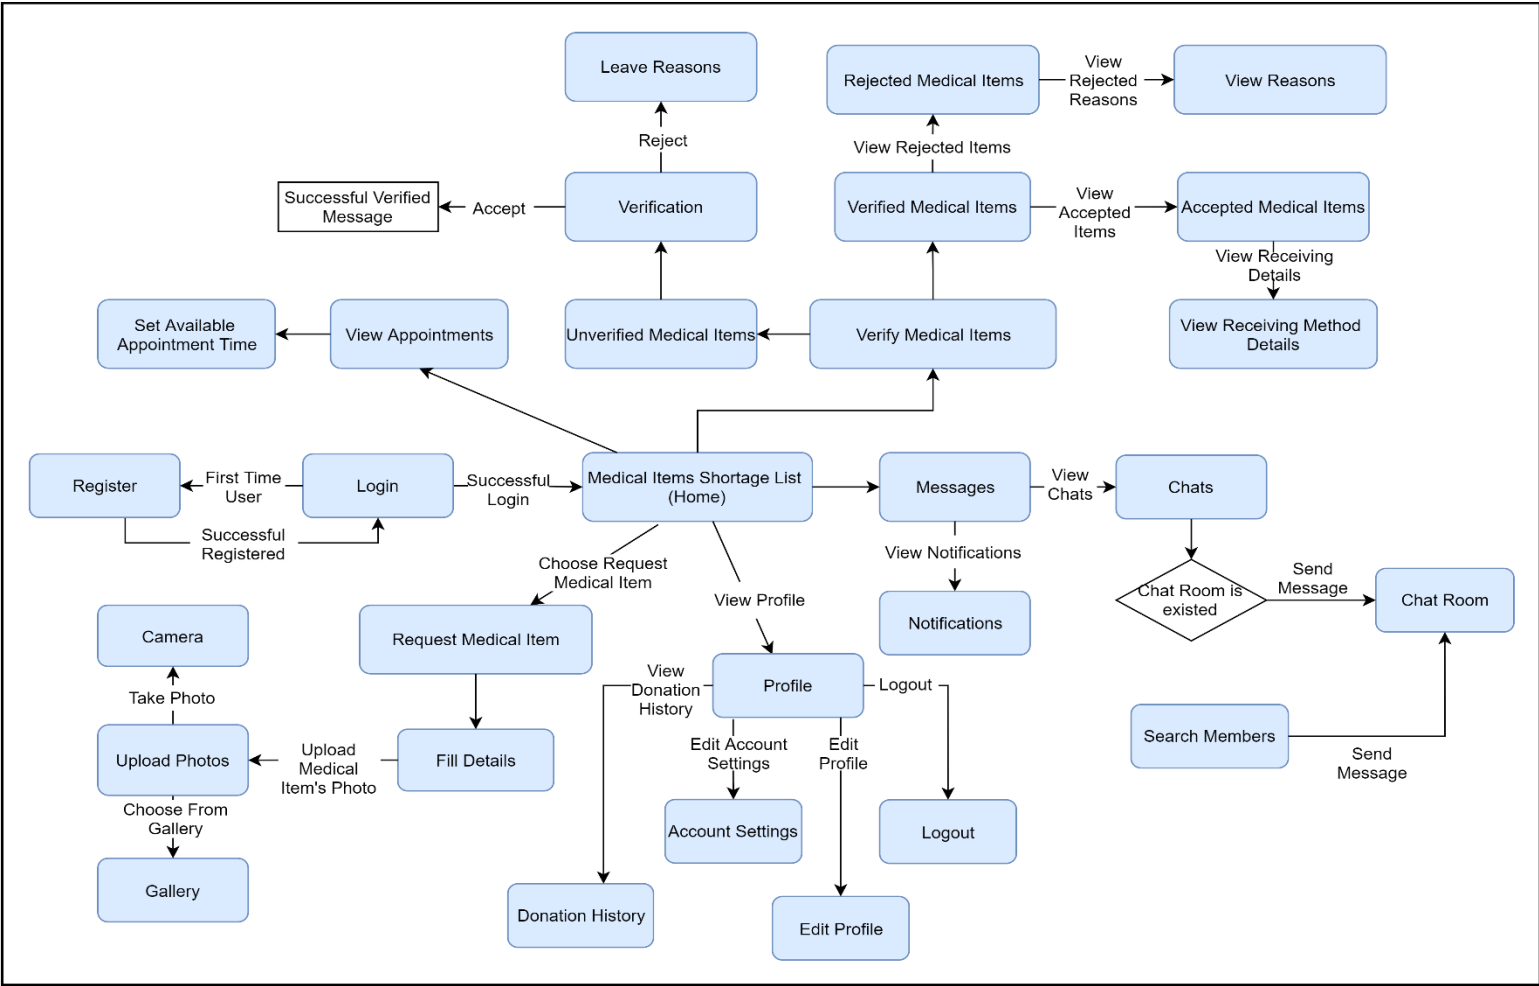 Leave Reasons
Rejected Medical Items
View
Rejected
Reasons
View Reasons
Reject
View Rejected Items
Successful Verified
Message
Accept
Verification
Verified Medical Items
View
Accepted
Items
Accepted Medical Items
View Receiving
Details
Set Available
Appointment Time
View Appointments
Unverified Medical Items
Verify Medical Items
View Receiving Method
Details
Register
First Time
User
Login
Successful
Login
Medical Items Shortage List
(Home)
Messages
View
Chats
Chats
Successful
Registered
Choose Request
Medical Item
View Notifications
Chat Room is
existed
Send
Message
Chat Room
View Profile
Notifications
Camera
Request Medical Item
Take Photo
View
Donation
History
Profile
Logout
Search Members
Send
Message
Upload Photos
Upload
Medical
Item's Photo
Fill Details
Edit Account
Settings
Edit
Profile
Choose From
Gallery
Account Settings
Logout
Gallery
Donation History
Edit Profile